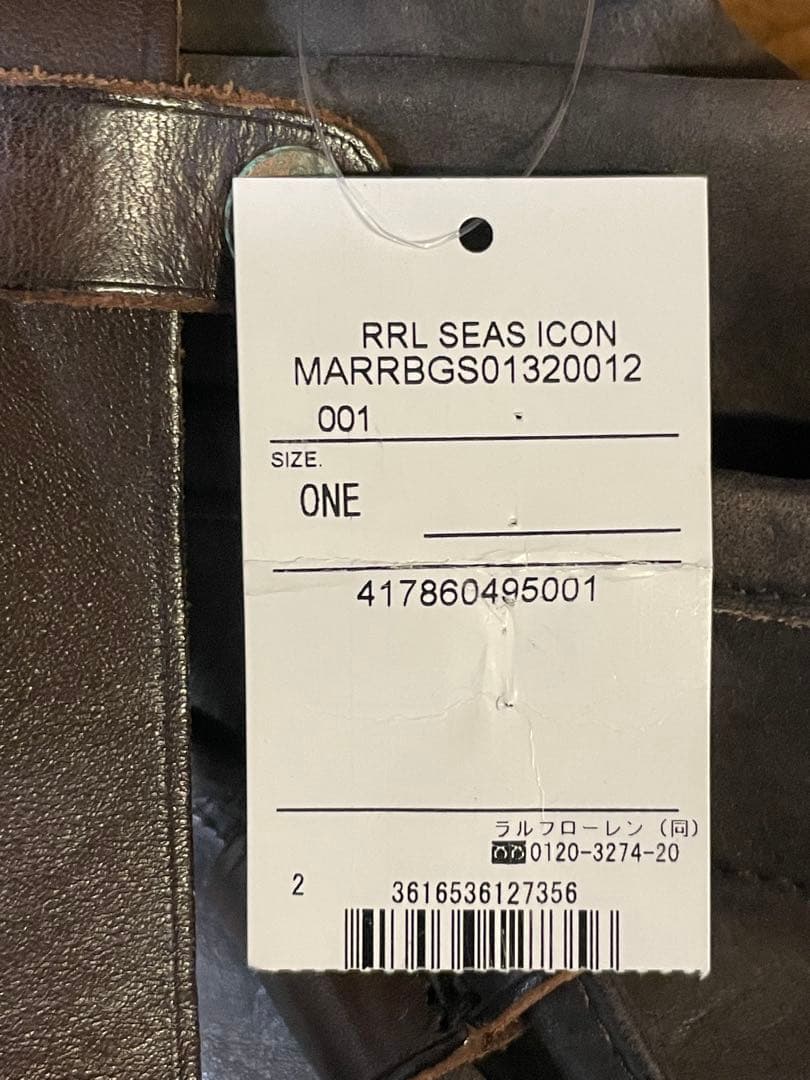 RRL SEAS ICON
MARRBGS01320012
001
SIZE.
ONE
417860495001
ラルフローレン（同）
0120-3274-20
2
3616536127356